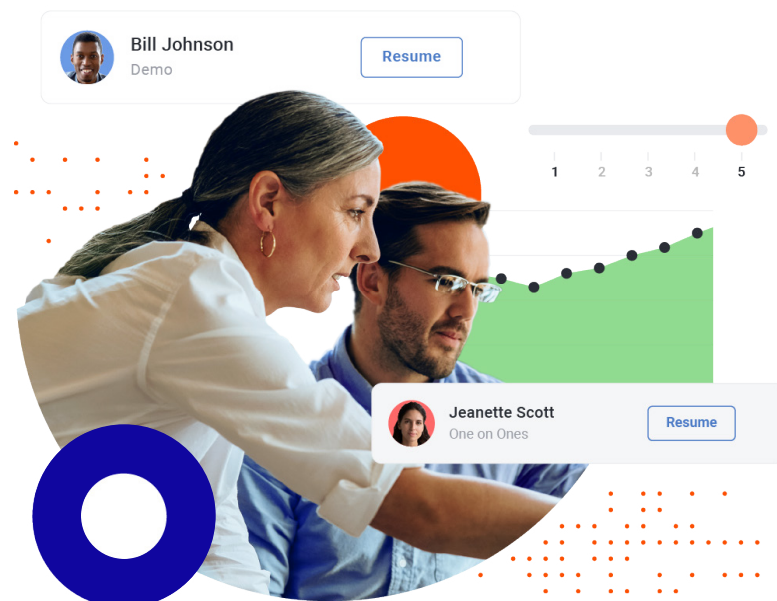 Bill Johnson
Demo
Resume
1 2 3 4 5
Jeanette Scott
One on Ones
Resume